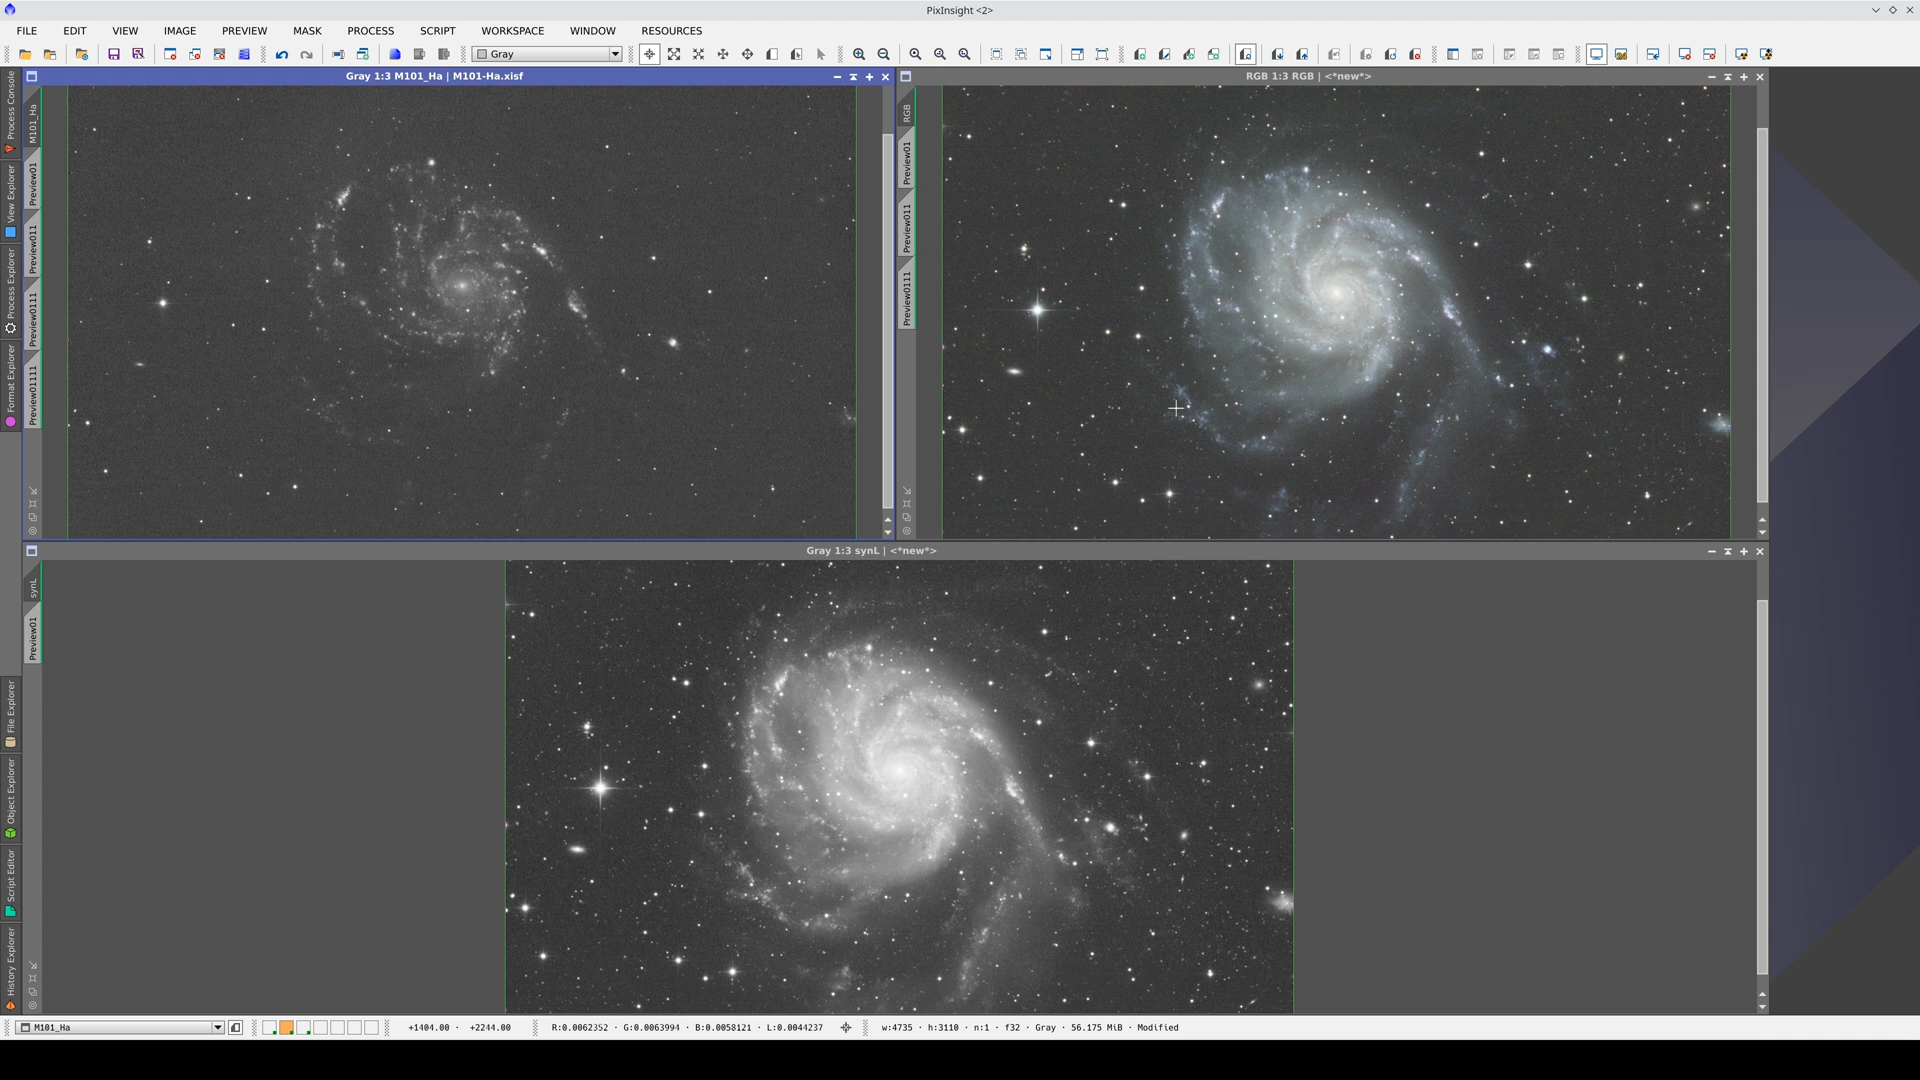 PixInsight <2>
FILE EDIT VIEW IMAGE PREVIEW MASK PROCESS SCRIPT WORKSPACE WINDOW RESOURCES
Gray
Process Console
View Explorer
Process Explorer
Format Explorer
File Explorer
Object Explorer
Script Editor
History Explorer
Gray 1:3 M101_Ha | M101-Ha.xisf
M101_Ha
Preview01
Preview011
Preview0111
Preview01111
RGB 1:3 RGB | <*new*>
RGB
Preview01
Preview011
Preview0111
Gray 1:3 synL | <*new*>
synL
Preview01
M101_Ha
+1404.00 · +2244.00
R:0.0062352 · G:0.0063994 · B:0.0058121 · L:0.0044237
w:4735 · h:3110 · n:1 · f32 · Gray · 56.175 MiB · Modified